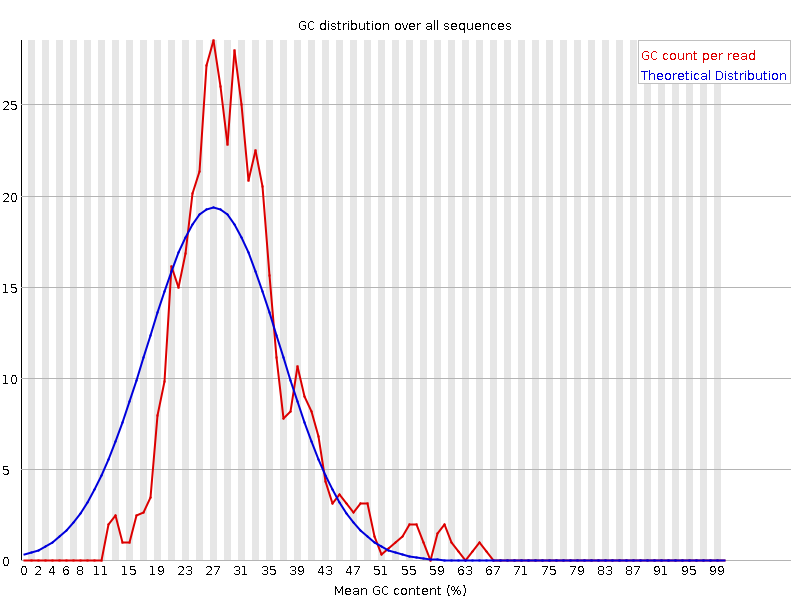 GC distribution over all sequences
GC count per read
Theoretical Distribution
25
20
15
10
5
0
0 2 4 6 8 11 15 19 23 27 31 35 39 43 47 51 55 59 63 67 71 75 79 83 87 91 95 99
Mean GC content (%)